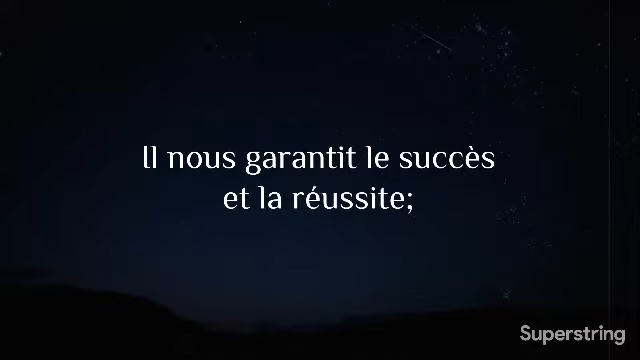 Il nous garantit le succès
et la réussite;
Superstring